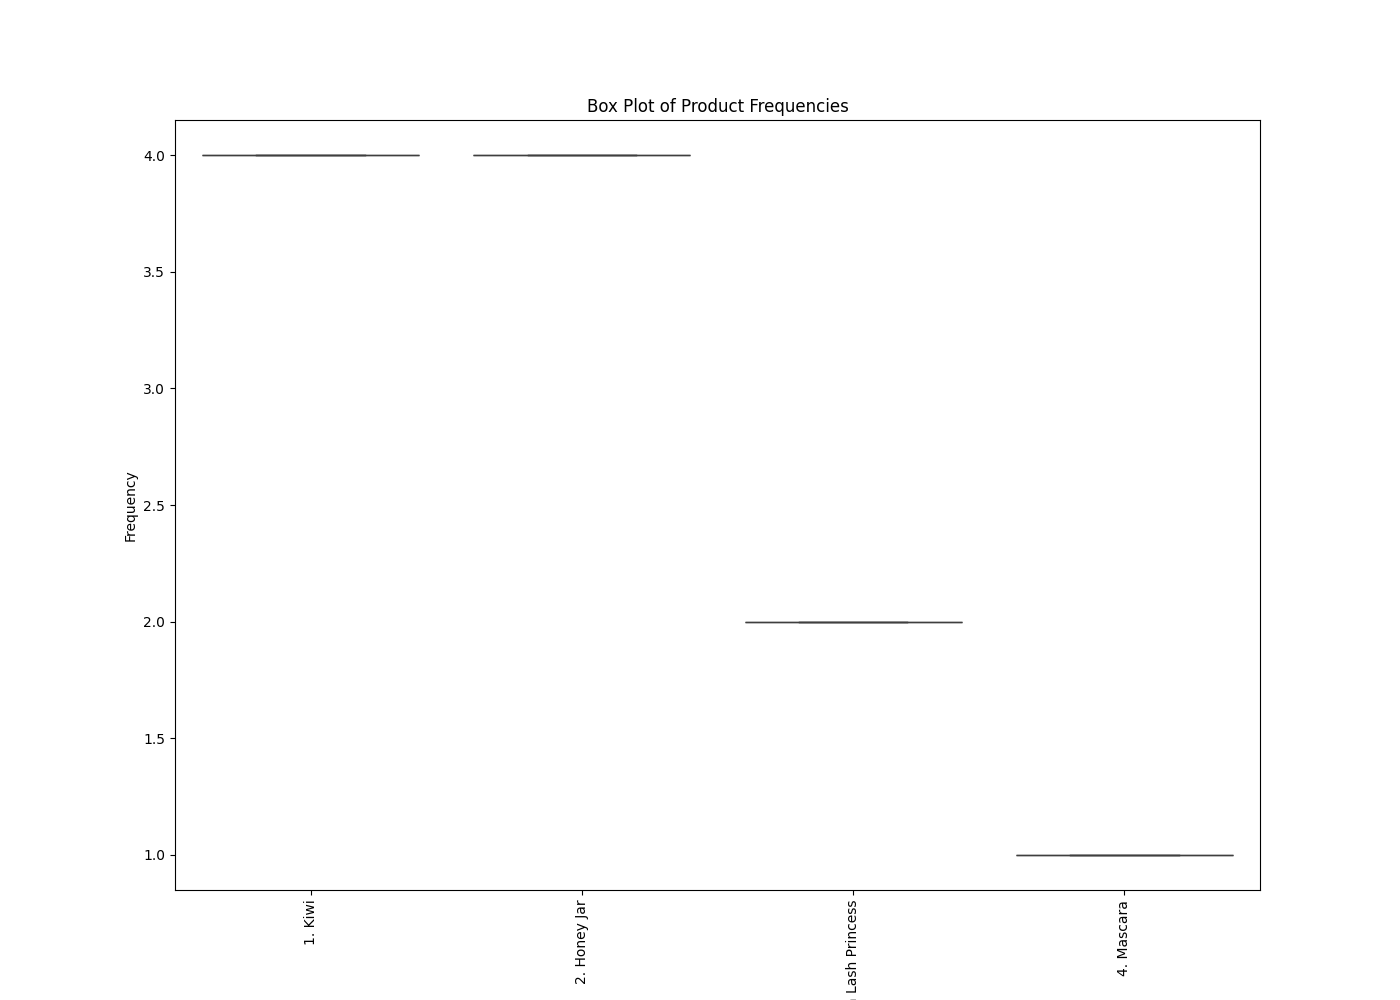 Box Plot of Product Frequencies
Frequency
4.0
3.5
3.0
2.5
2.0
1.5
1.0
1. Kiwi
2. Honey Jar
Lash Princess
4. Mascara